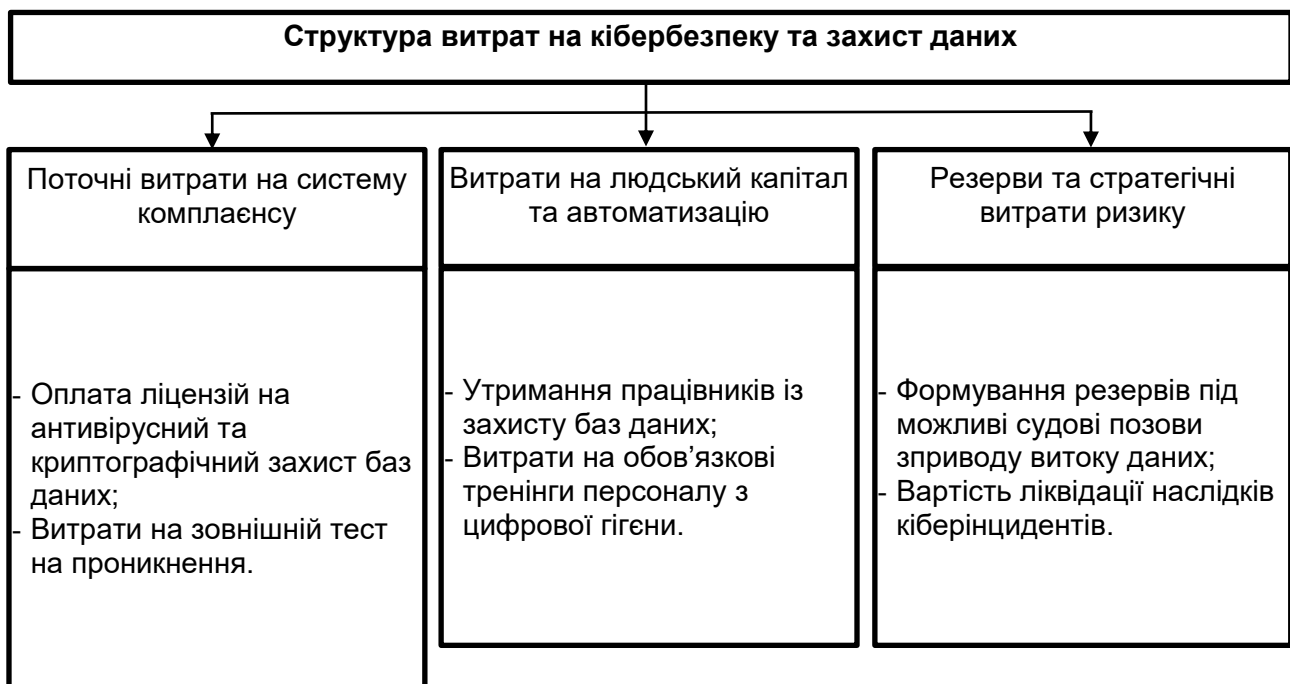 Структура витрат на кібербезпеку та захист даних
Поточні витрати на систему
комплаєнсу
- Оплата ліцензій на
антивірусний та
криптографічний захист баз
даних;
- Витрати на зовнішній тест
на проникнення.
Витрати на людський капітал
та автоматизацію
- Утримання працівників із
захисту баз даних;
- Витрати на обов’язкові
тренінги персоналу з
цифрової гігєни.
Резерви та стратегічні
витрати ризику
- Формування резервів під
можливі судові позови
зприводу витоку даних;
- Вартість ліквідації наслідків
кіберінцидентів.